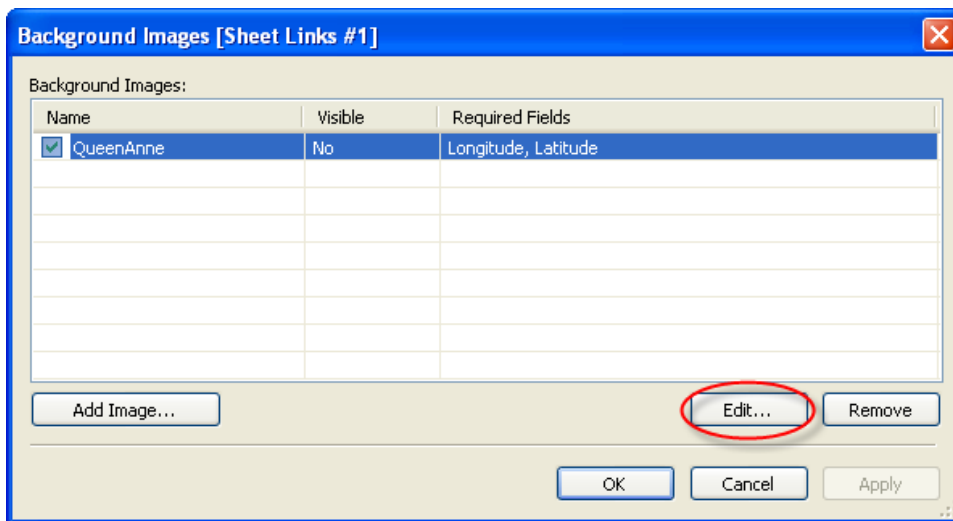 Background Images [Sheet Links #1]
Background Images:
Name Visible Required Fields
QueenAnne No Longitude, Latitude
Add Image... Edit... Remove
OK Cancel Apply